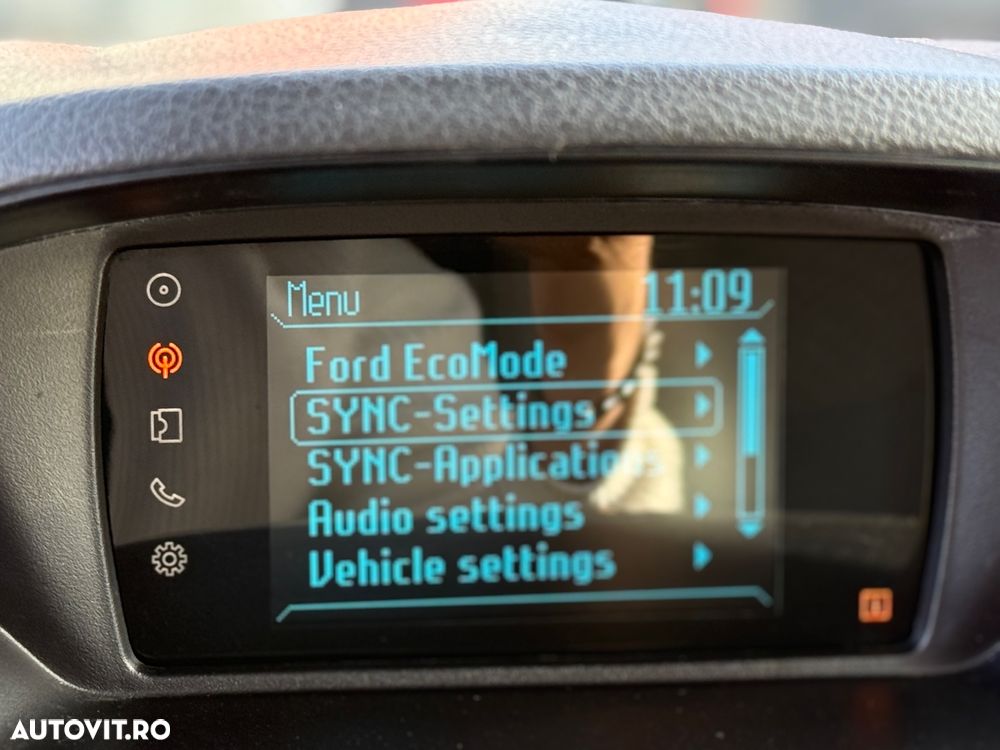 Menu 11:09
Ford EcoMode
SYNC-Settings
SYNC-Applications
Audio settings
Vehicle settings
AUTOVIT.RO